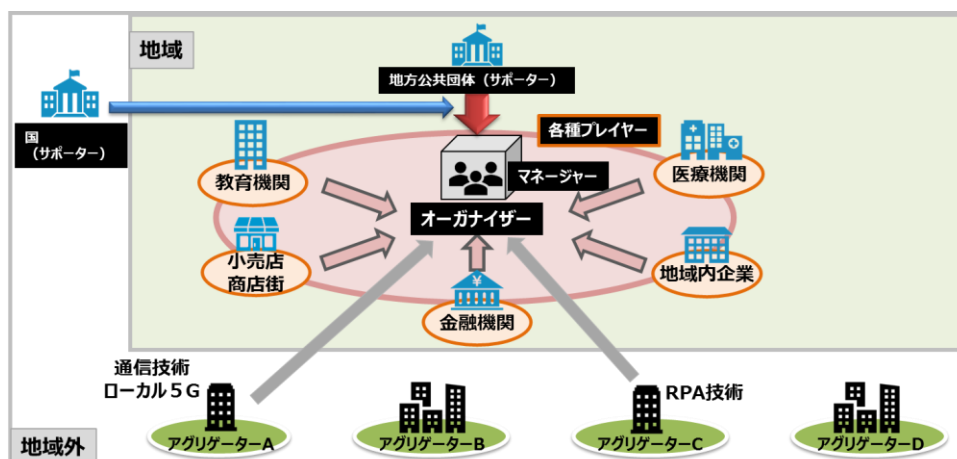 地域
地方公共団体（サポーター）
国
（サポーター）
各種プレイヤー
教育機関
医療機関
マネージャー
オーガナイザー
小売店
商店街
地域内企業
¥
金融機関
通信技術
ローカル５G
RPA技術
地域外
アグリゲーターA
アグリゲーターB
アグリゲーターC
アグリゲーターD